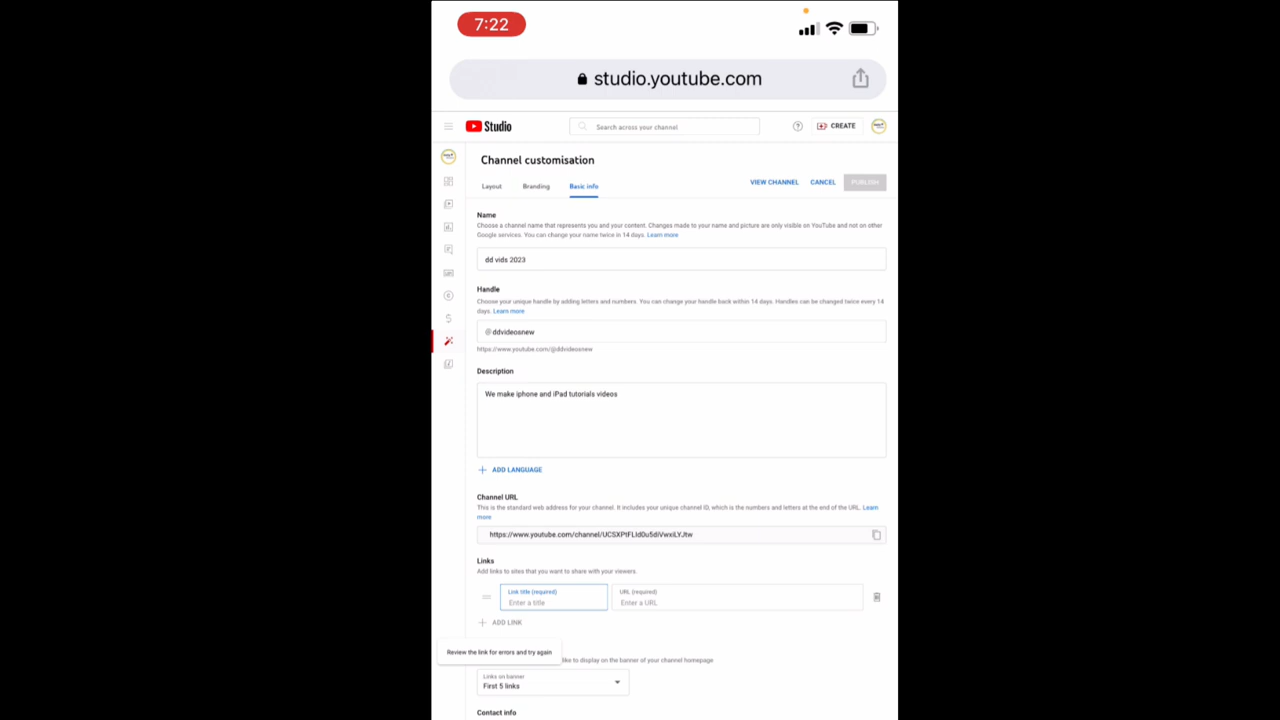 7:22
studio.youtube.com
Studio
Search across your channel
CREATE
Channel customisation
Layout
Branding
Basic info
VIEW CHANNEL
CANCEL
PUBLISH
Name
Choose a channel name that represents you and your content. Changes made to your name and picture are only visible on YouTube and not on other
Google services. You can change your name twice in 14 days. Learn more
dd vids 2023
Handle
Choose your unique handle by adding letters and numbers. You can change your handle back within 14 days. Handles can be changed twice every 14
days. Learn more
@ddvideosnew
https://www.youtube.com/@ddvideosnew
Description
We make iphone and iPad tutorials videos
ADD LANGUAGE
Channel URL
This is the standard web address for your channel. It includes your unique channel ID, which is the numbers and letters at the end of the URL. Learn
more
https://www.youtube.com/channel/UCSXPtFLId0u5diVwxiLYJtw
Links
Add links to sites that you want to share with your viewers.
Link title (required)
Enter a title
URL (required)
Enter a URL
ADD LINK
Review the link for errors and try again
like to display on the banner of your channel homepage
Links on banner
First 5 links
Contact info